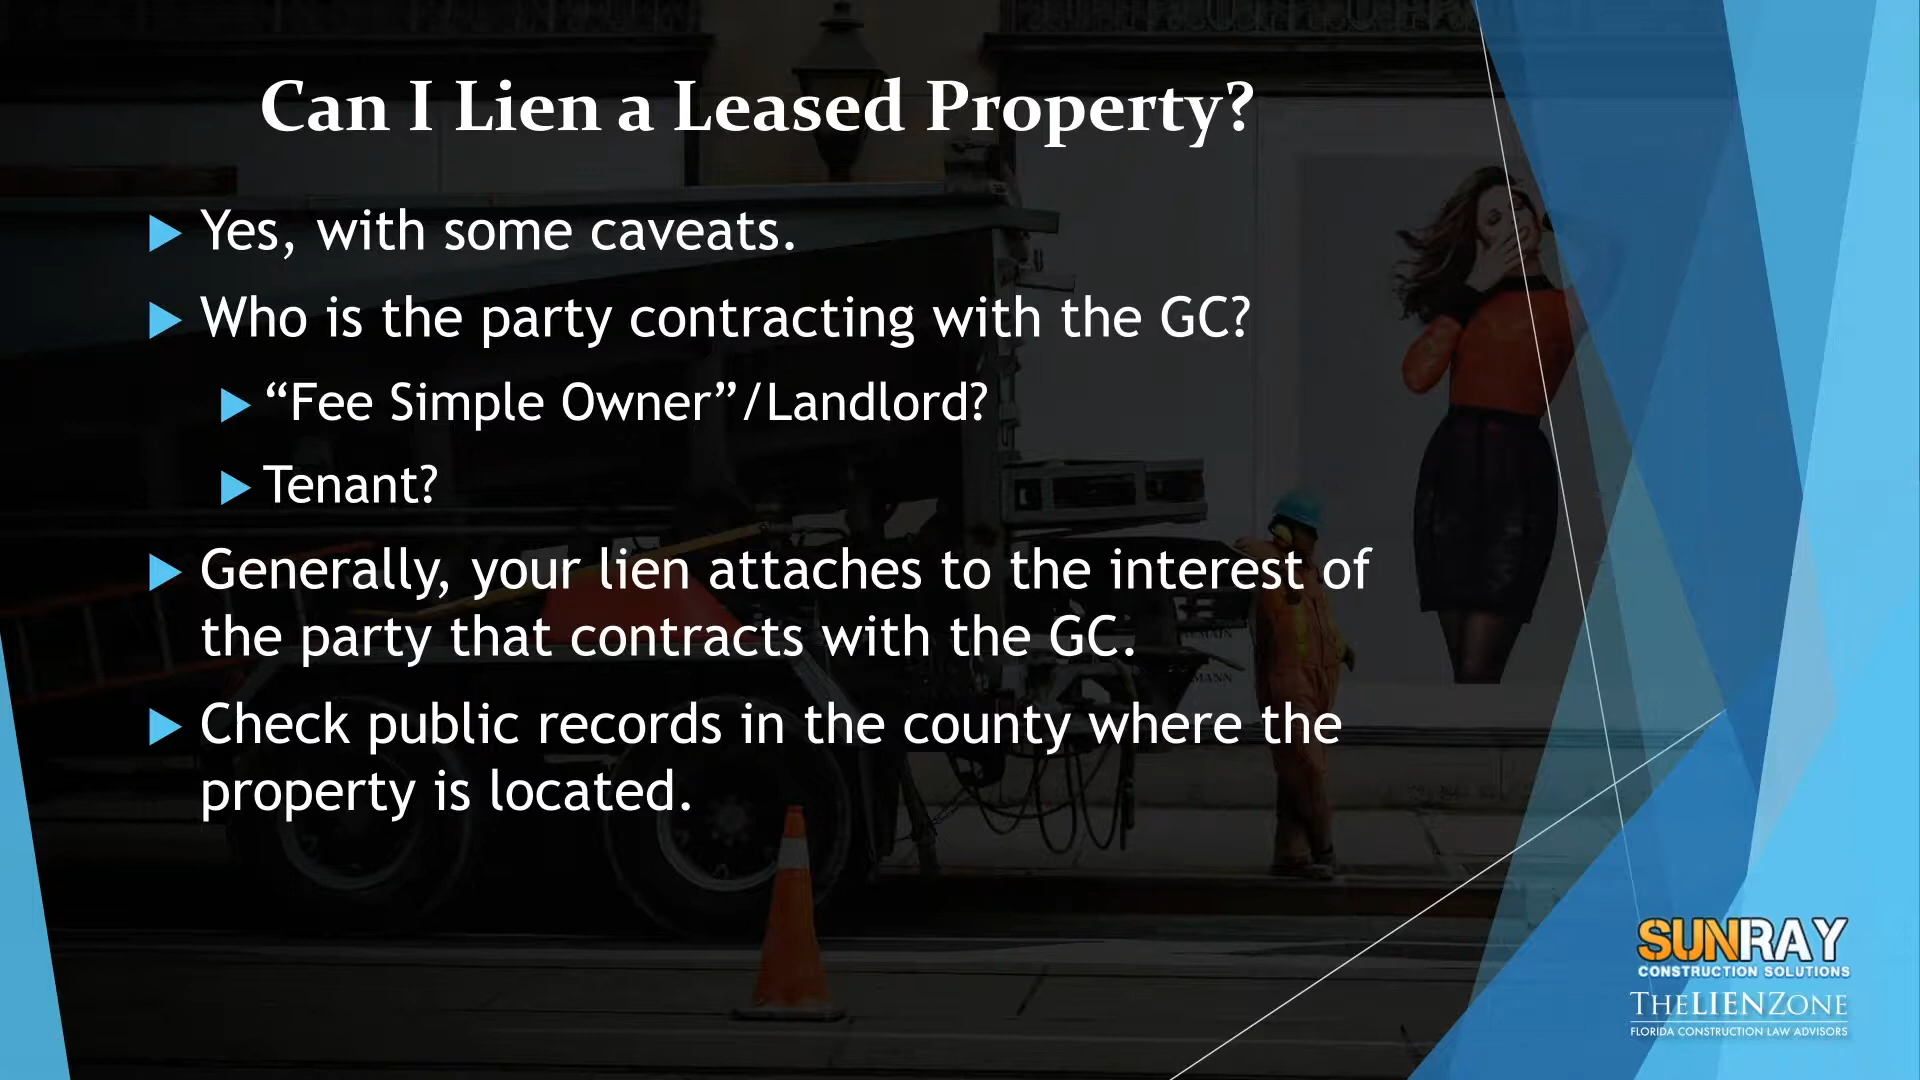 Can I Lien a Leased Property?
Yes, with some caveats.
Who is the party contracting with the GC?
“Fee Simple Owner”/Landlord?
Tenant?
Generally, your lien attaches to the interest of
the party that contracts with the GC.
Check public records in the county where the
property is located.
MANN
SUNRAY
CONSTRUCTION SOLUTIONS
THELIENZONE
FLORIDA CONSTRUCTION LAW ADVISORS